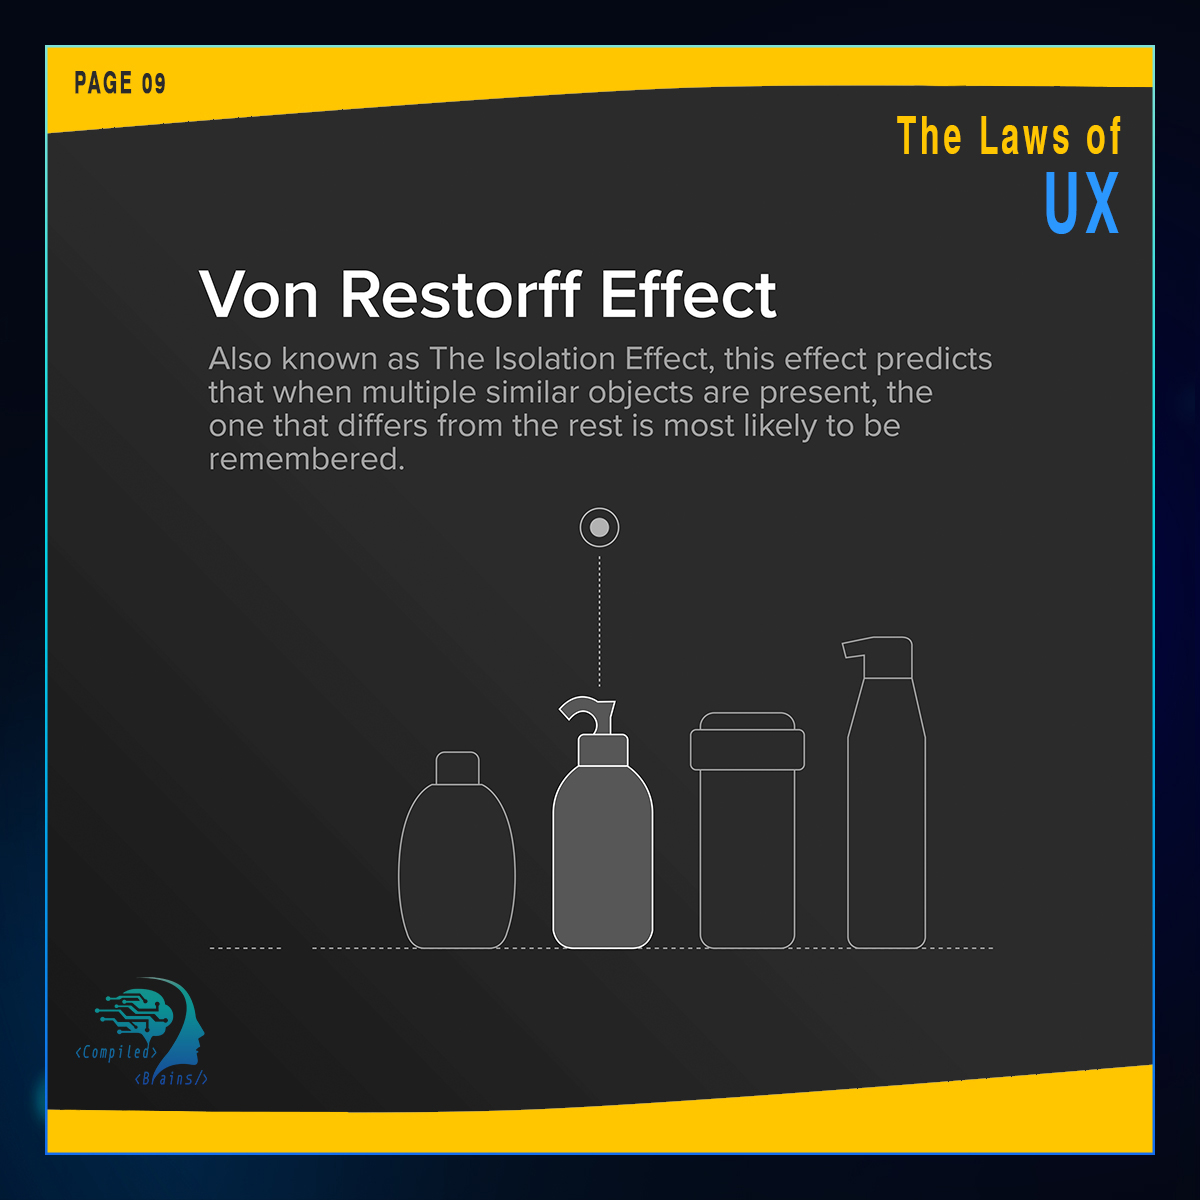 PAGE 09
The Laws of
UX
Von Restorff Effect
Also known as The Isolation Effect, this effect predicts
that when multiple similar objects are present, the
one that differs from the rest is most likely to be
remembered.
<Compiled>
<Brains/>